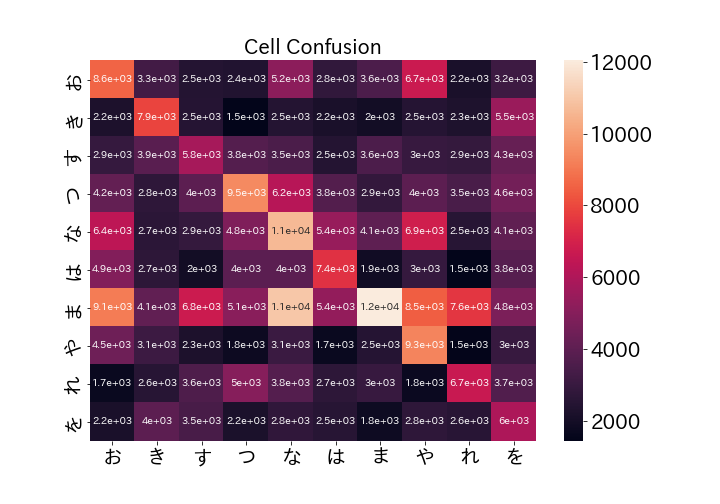 Cell Confusion
お 8.6e+03 3.3e+03 2.5e+03 2.4e+03 5.2e+03 2.8e+03 3.6e+03 6.7e+03 2.2e+03 3.2e+03
き 2.2e+03 7.9e+03 2.5e+03 1.5e+03 2.5e+03 2.2e+03 2e+03 2.5e+03 2.3e+03 5.5e+03
す 2.9e+03 3.9e+03 5.8e+03 3.8e+03 3.5e+03 2.5e+03 3.6e+03 3e+03 2.9e+03 4.3e+03
つ 4.2e+03 2.8e+03 4e+03 9.5e+03 6.2e+03 3.8e+03 2.9e+03 4e+03 3.5e+03 4.6e+03
な 6.4e+03 2.7e+03 2.9e+03 4.8e+03 1.1e+04 5.4e+03 4.1e+03 6.9e+03 2.5e+03 4.1e+03
は 4.9e+03 2.7e+03 2e+03 4e+03 4e+03 7.4e+03 1.9e+03 3e+03 1.5e+03 3.8e+03
ま 9.1e+03 4.1e+03 6.8e+03 5.1e+03 1.1e+04 5.4e+03 1.2e+04 8.5e+03 7.6e+03 4.8e+03
や 4.5e+03 3.1e+03 2.3e+03 1.8e+03 3.1e+03 1.7e+03 2.5e+03 9.3e+03 1.5e+03 3e+03
れ 1.7e+03 2.6e+03 3.6e+03 5e+03 3.8e+03 2.7e+03 3e+03 1.8e+03 6.7e+03 3.7e+03
を 2.2e+03 4e+03 3.5e+03 2.2e+03 2.8e+03 2.5e+03 1.8e+03 2.8e+03 2.6e+03 6e+03
お き す つ な は ま や れ を
12000
10000
8000
6000
4000
2000